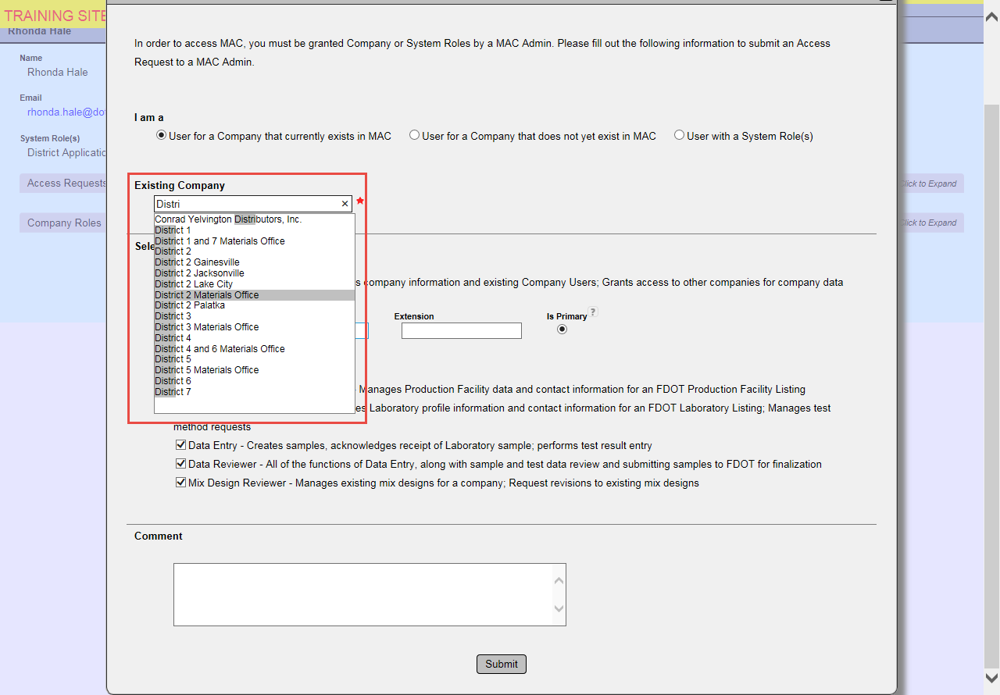 TRAINING SITE
Rhonda Hale
Name
Rhonda Hale
Email
rhonda.hale@do
System Role(s)
District Applicatio
Access Requests
Click to Expand
Company Roles
Click to Expand
In order to access MAC, you must be granted Company or System Roles by a MAC Admin. Please fill out the following information to submit an Access
Request to a MAC Admin.
I am a
User for a Company that currently exists in MAC
User for a Company that does not yet exist in MAC
User with a System Role(s)
Existing Company
Distri ×
Conrad Yelvington Distributors, Inc.
District 1
District 1 and 7 Materials Office
District 2
District 2 Gainesville
District 2 Jacksonville
District 2 Lake City
District 2 Materials Office
District 2 Palatka
District 3
District 3 Materials Office
District 4
District 4 and 6 Materials Office
District 5
District 5 Materials Office
District 6
District 7
Sele
s company information and existing Company Users; Grants access to other companies for company data
Extension
Is Primary ?
- Manages Production Facility data and contact information for an FDOT Production Facility Listing
es Laboratory profile information and contact information for an FDOT Laboratory Listing; Manages test
method requests
Data Entry - Creates samples, acknowledges receipt of Laboratory sample; performs test result entry
Data Reviewer - All of the functions of Data Entry, along with sample and test data review and submitting samples to FDOT for finalization
Mix Design Reviewer - Manages existing mix designs for a company; Request revisions to existing mix designs
Comment
Submit